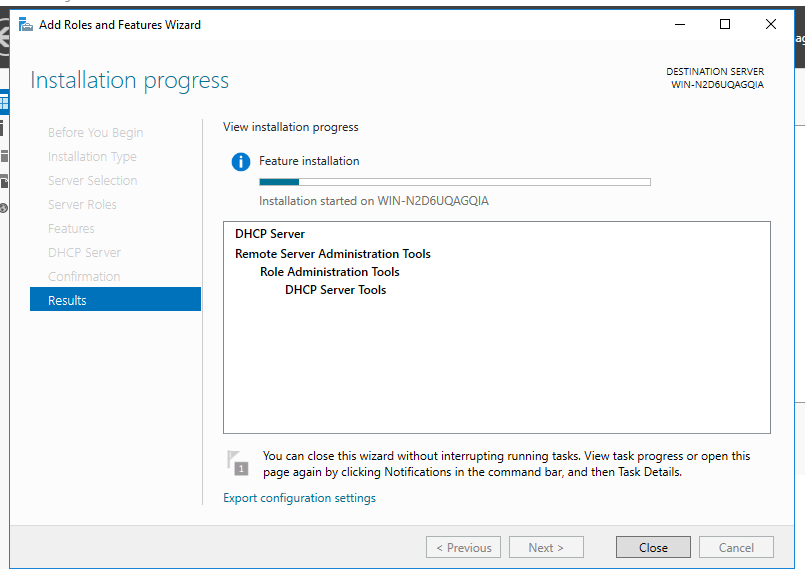 Add Roles and Features Wizard
Installation progress
DESTINATION SERVER
WIN-N2D6UQAGQIA
Before You Begin
Installation Type
Server Selection
Server Roles
Features
DHCP Server
Confirmation
Results
View installation progress
Feature installation
Installation started on WIN-N2D6UQAGQIA
DHCP Server
Remote Server Administration Tools
Role Administration Tools
DHCP Server Tools
1
You can close this wizard without interrupting running tasks. View task progress or open this
page again by clicking Notifications in the command bar, and then Task Details.
Export configuration settings
< Previous
Next >
Close
Cancel